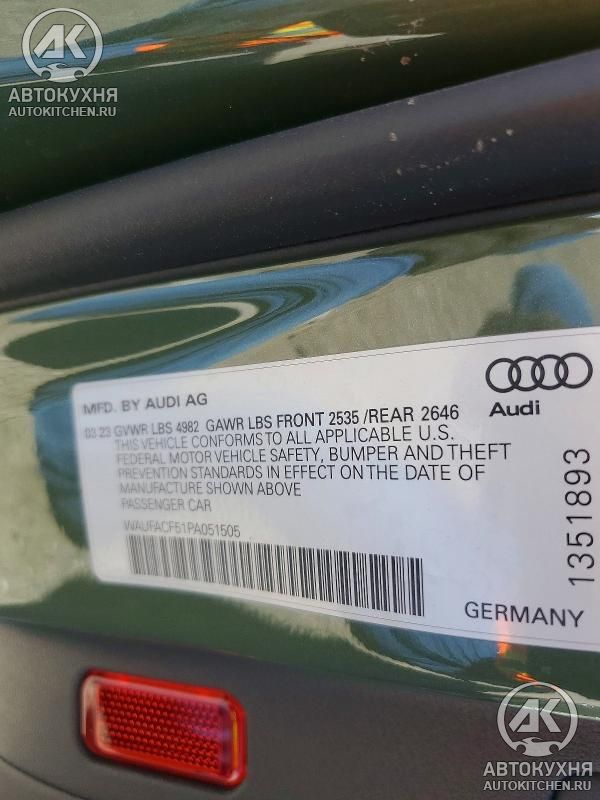 AK
АВТОКУХНЯ
AUTOKITCHEN.RU
Audi
MFD. BY AUDI AG
03 23 GVWR LBS 4982 GAWR LBS FRONT 2535 /REAR 2646
THIS VEHICLE CONFORMS TO ALL APPLICABLE U.S.
FEDERAL MOTOR VEHICLE SAFETY, BUMPER AND THEFT
PREVENTION STANDARDS IN EFFECT ON THE DATE OF
MANUFACTURE SHOWN ABOVE
PASSENGER CAR
WAUFACF51PA051505
1351893
GERMANY
AK
АВТОКУХНЯ
AUTOKITCHEN.RU